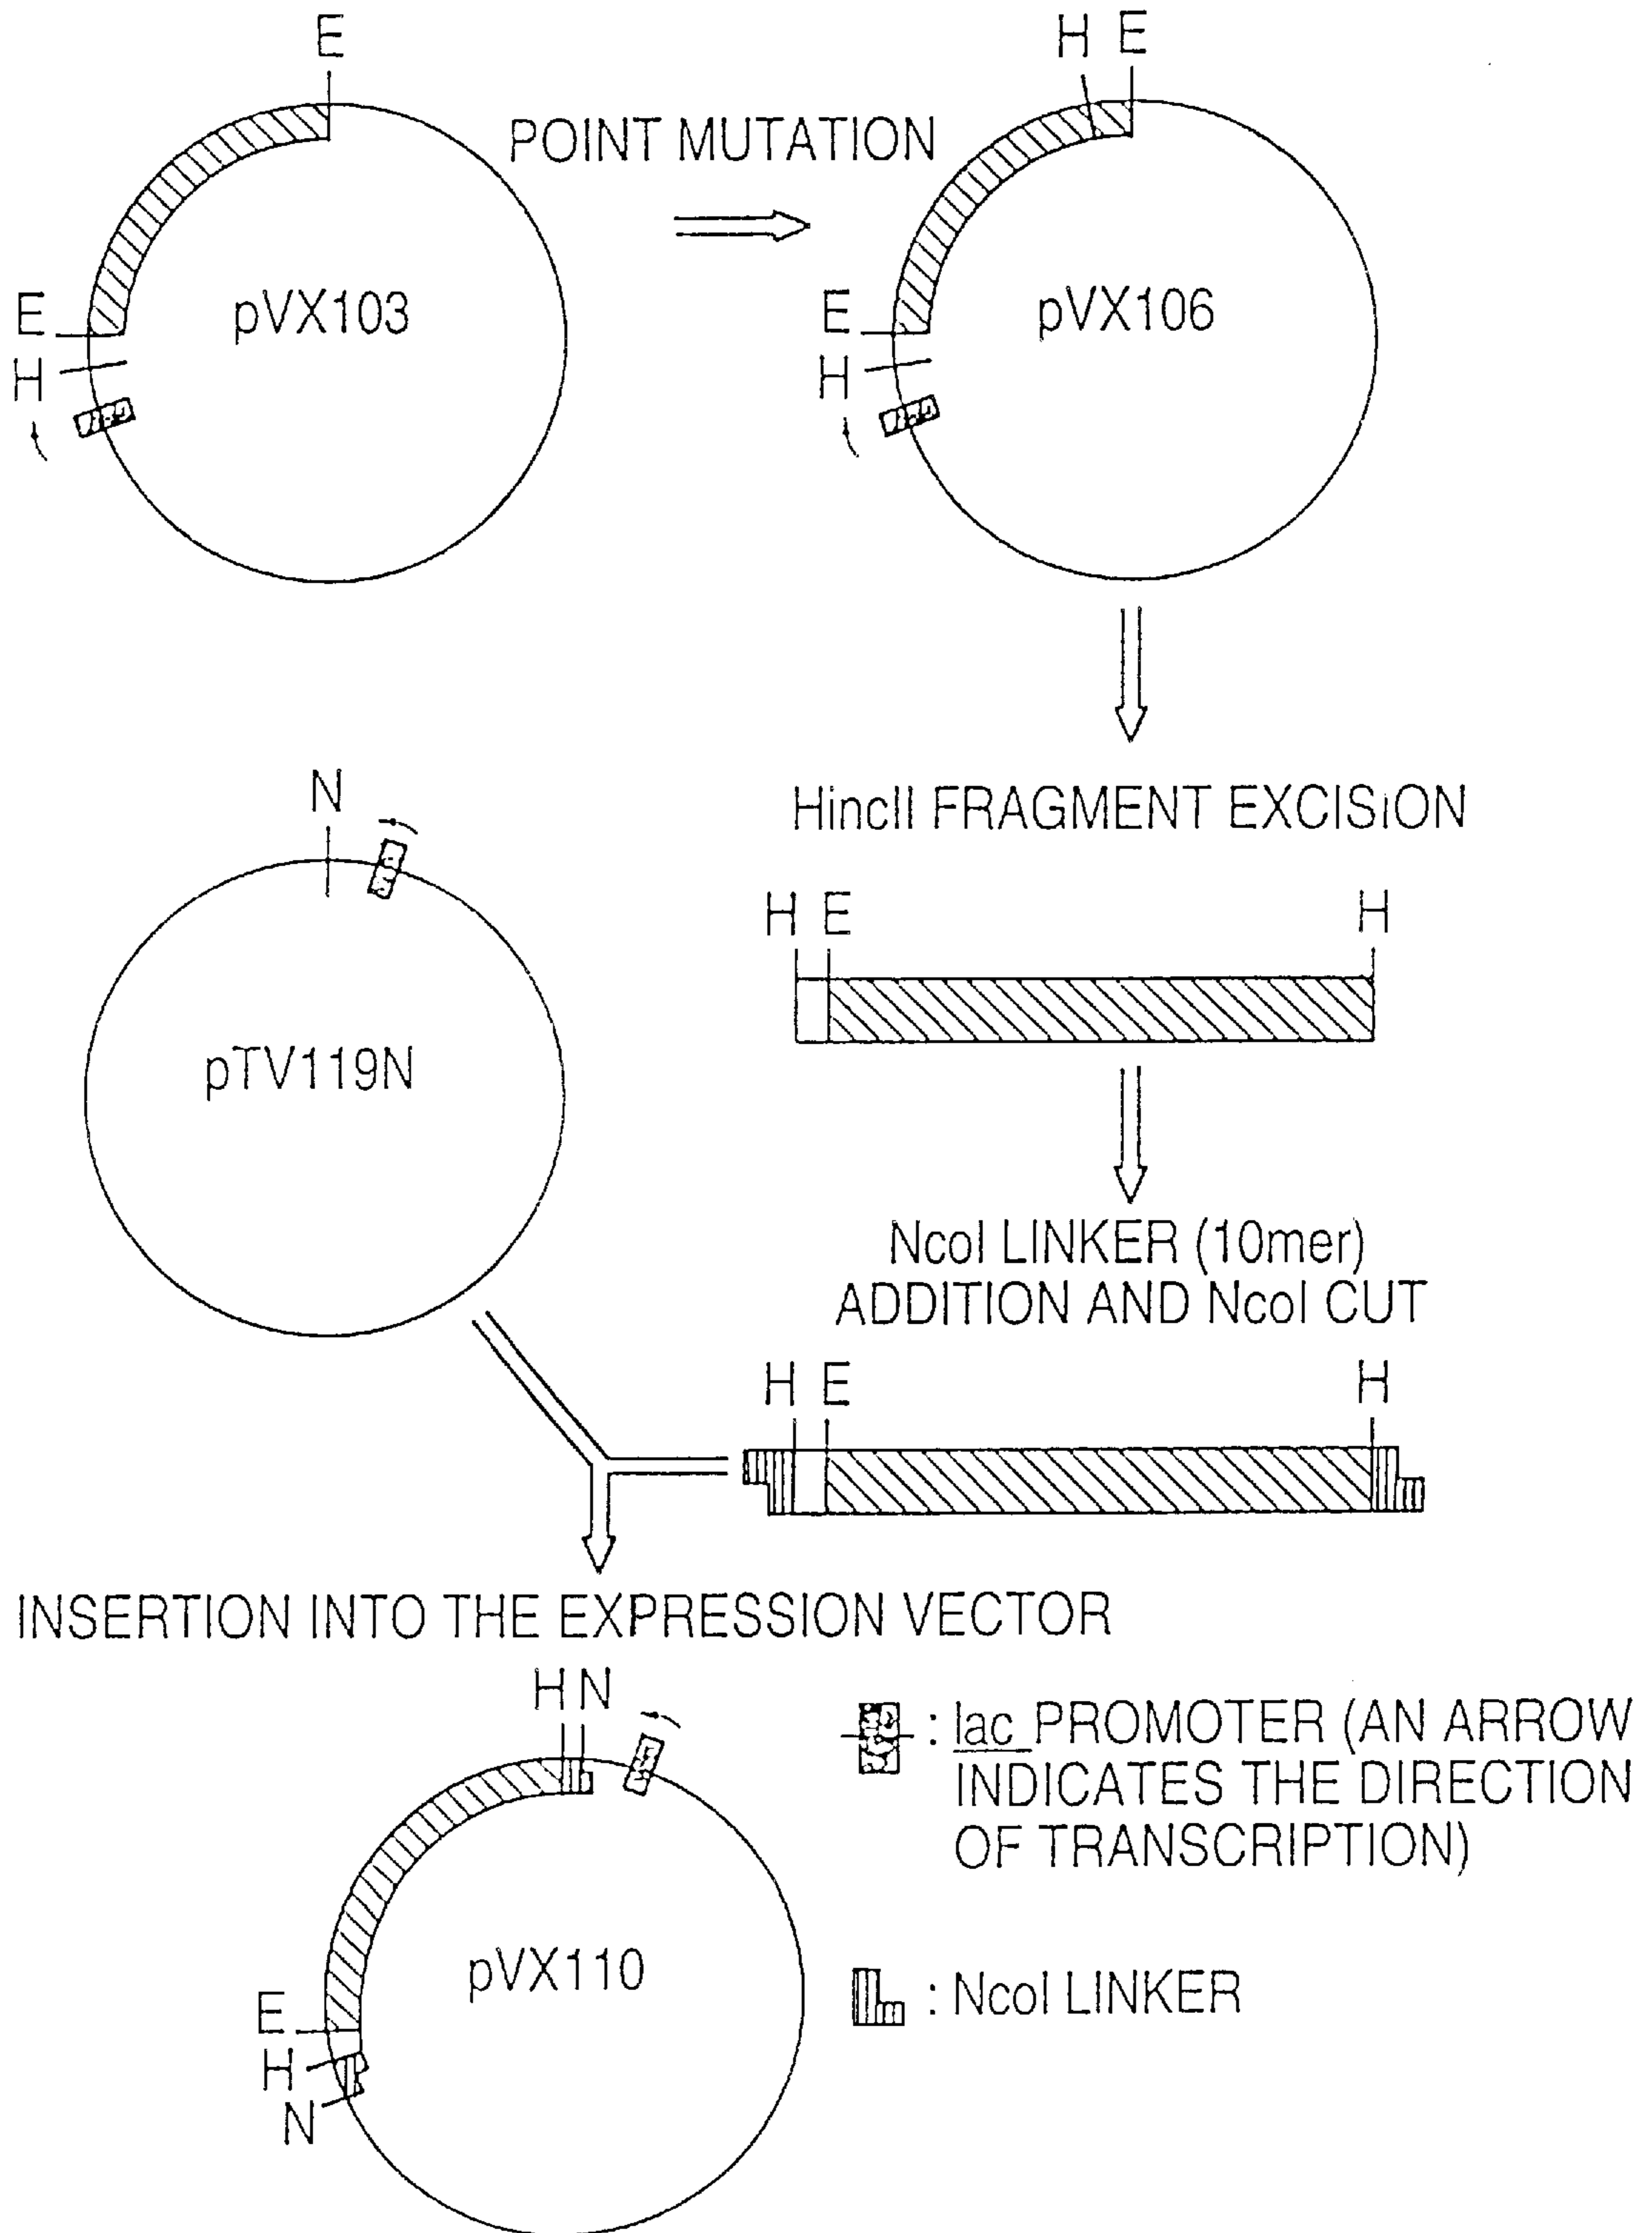 E
H E
POINT MUTATION
E
pVX103
H
E
pVX106
H
HincII FRAGMENT EXCISION
N
H E H
pTV119N
NcoI LINKER (10mer)
ADDITION AND NcoI CUT
H E H
INSERTION INTO THE EXPRESSION VECTOR
H N
: lac PROMOTER (AN ARROW
INDICATES THE DIRECTION
OF TRANSCRIPTION)
pVX110
: NcoI LINKER
E
H
N